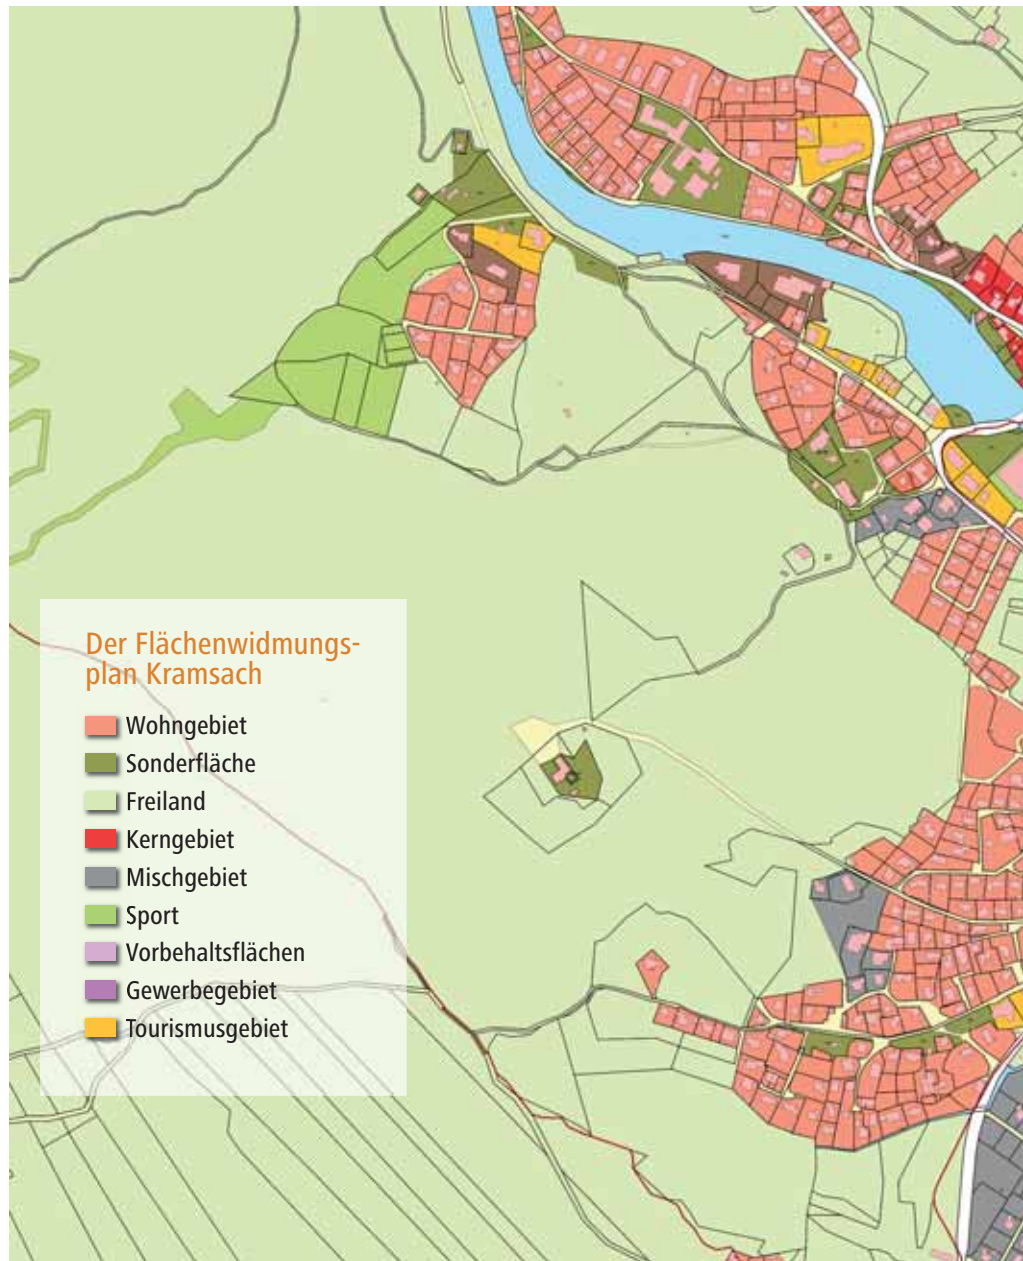 Der Flächenwidmungs-
plan Kramsach
Wohngebiet
Sonderfläche
Freiland
Kerngebiet
Mischgebiet
Sport
Vorbehaltsflächen
Gewerbegebiet
Tourismusgebiet